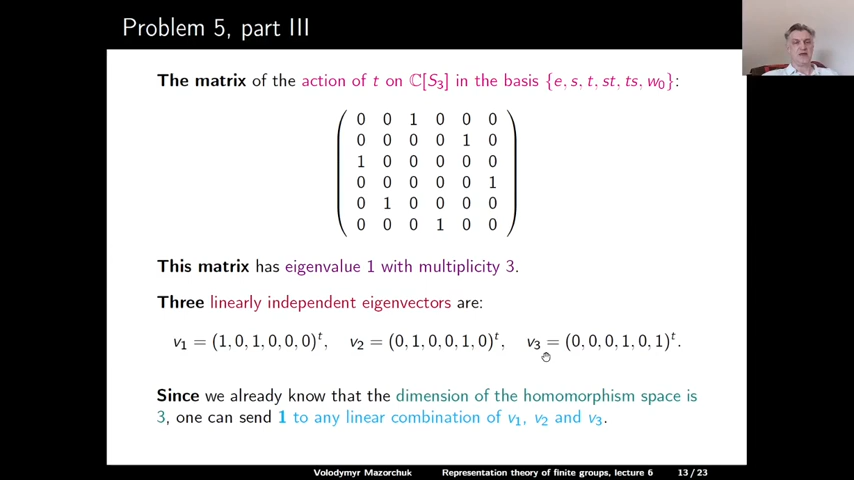 Problem 5, part III
The matrix of the action of t on ℂ[S₃] in the basis {e, s, t, st, ts, w₀}:
0 0 1 0 0 0
0 0 0 0 1 0
1 0 0 0 0 0
0 0 0 0 0 1
0 1 0 0 0 0
0 0 0 1 0 0
This matrix has eigenvalue 1 with multiplicity 3.
Three linearly independent eigenvectors are:
v₁ = (1, 0, 1, 0, 0, 0)ᵗ, v₂ = (0, 1, 0, 0, 1, 0)ᵗ, v₃ = (0, 0, 0, 1, 0, 1)ᵗ.
Since we already know that the dimension of the homomorphism space is
3, one can send 1 to any linear combination of v₁, v₂ and v₃.
Volodymyr Mazorchuk Representation theory of finite groups, lecture 6 13/23